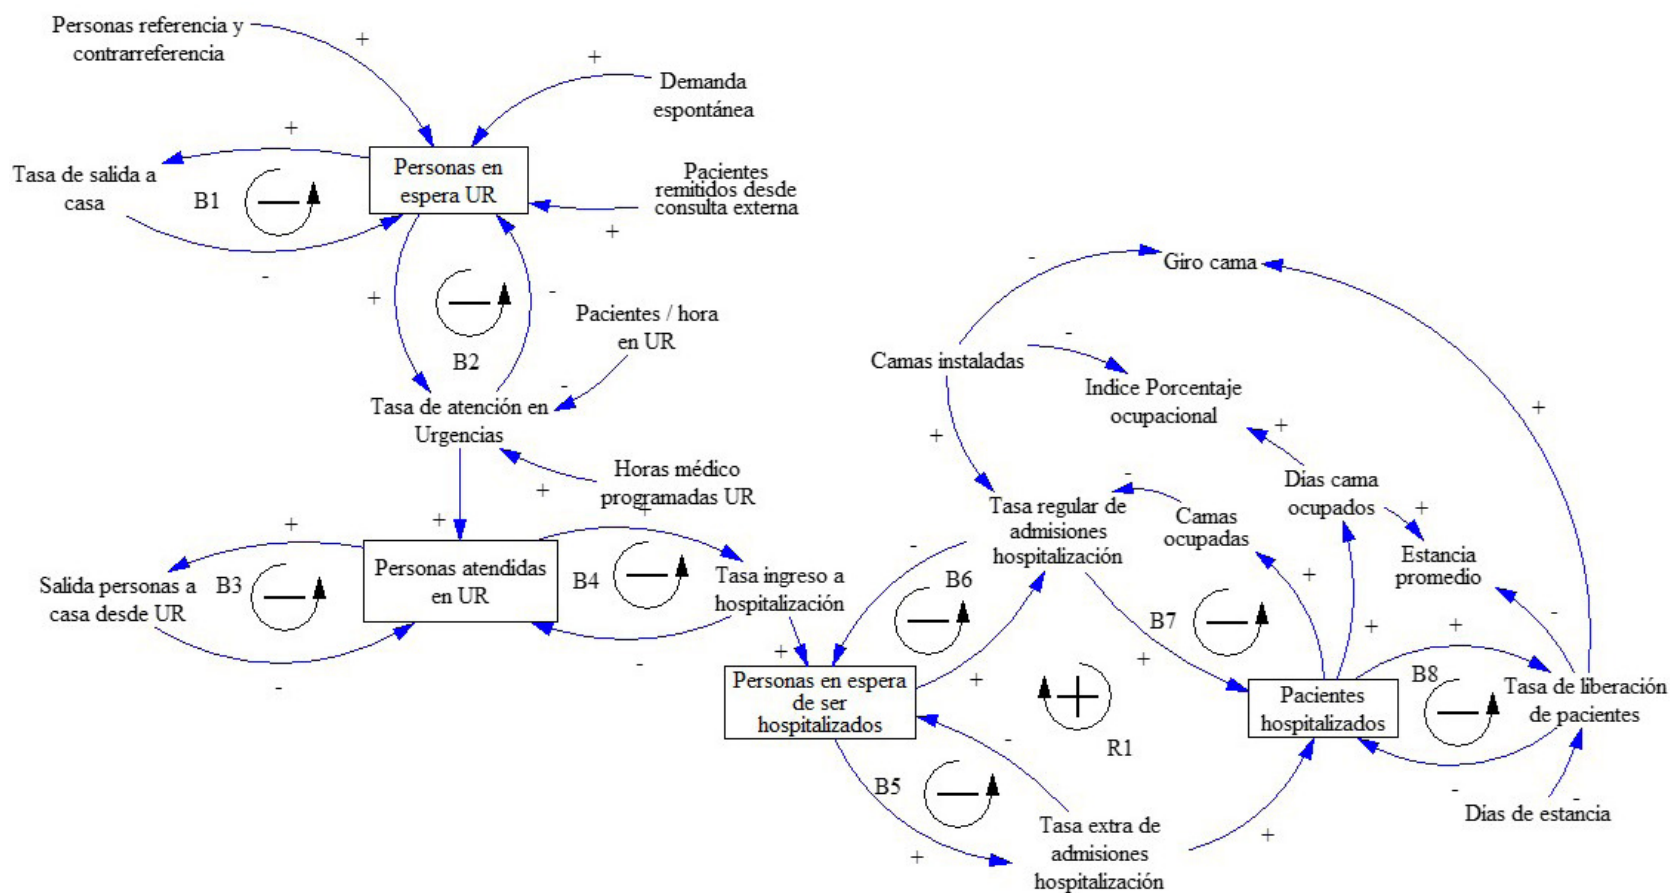 Personas referencia y
contrarreferencia
+
+
Demanda
espontánea
+
Personas en
espera UR
Pacientes
remitidos desde
consulta externa
+
Tasa de salida a
casa
B1
-
+
-
B2
Pacientes / hora
en UR
-
Tasa de atención en
Urgencias
Horas médico
programadas UR
+
+
+
+
Personas atendidas
en UR
Salida personas a
casa desde UR
B3
-
B4
Tasa ingreso a
hospitalización
-
+
Giro cama
-
Camas instaladas
-
Indice Porcentaje
ocupacional
+
+
+
Días cama
ocupados
+
Estancia
promedio
-
Tasa regular de
admisiones
hospitalización
-
Camas
ocupadas
+
-
B6
B7
+
+
+
+
Personas en espera
de ser
hospitalizados
R1
Pacientes
hospitalizados
B8
Tasa de liberación
de pacientes
-
-
Días de estancia
-
B5
+
Tasa extra de
admisiones
hospitalización
+